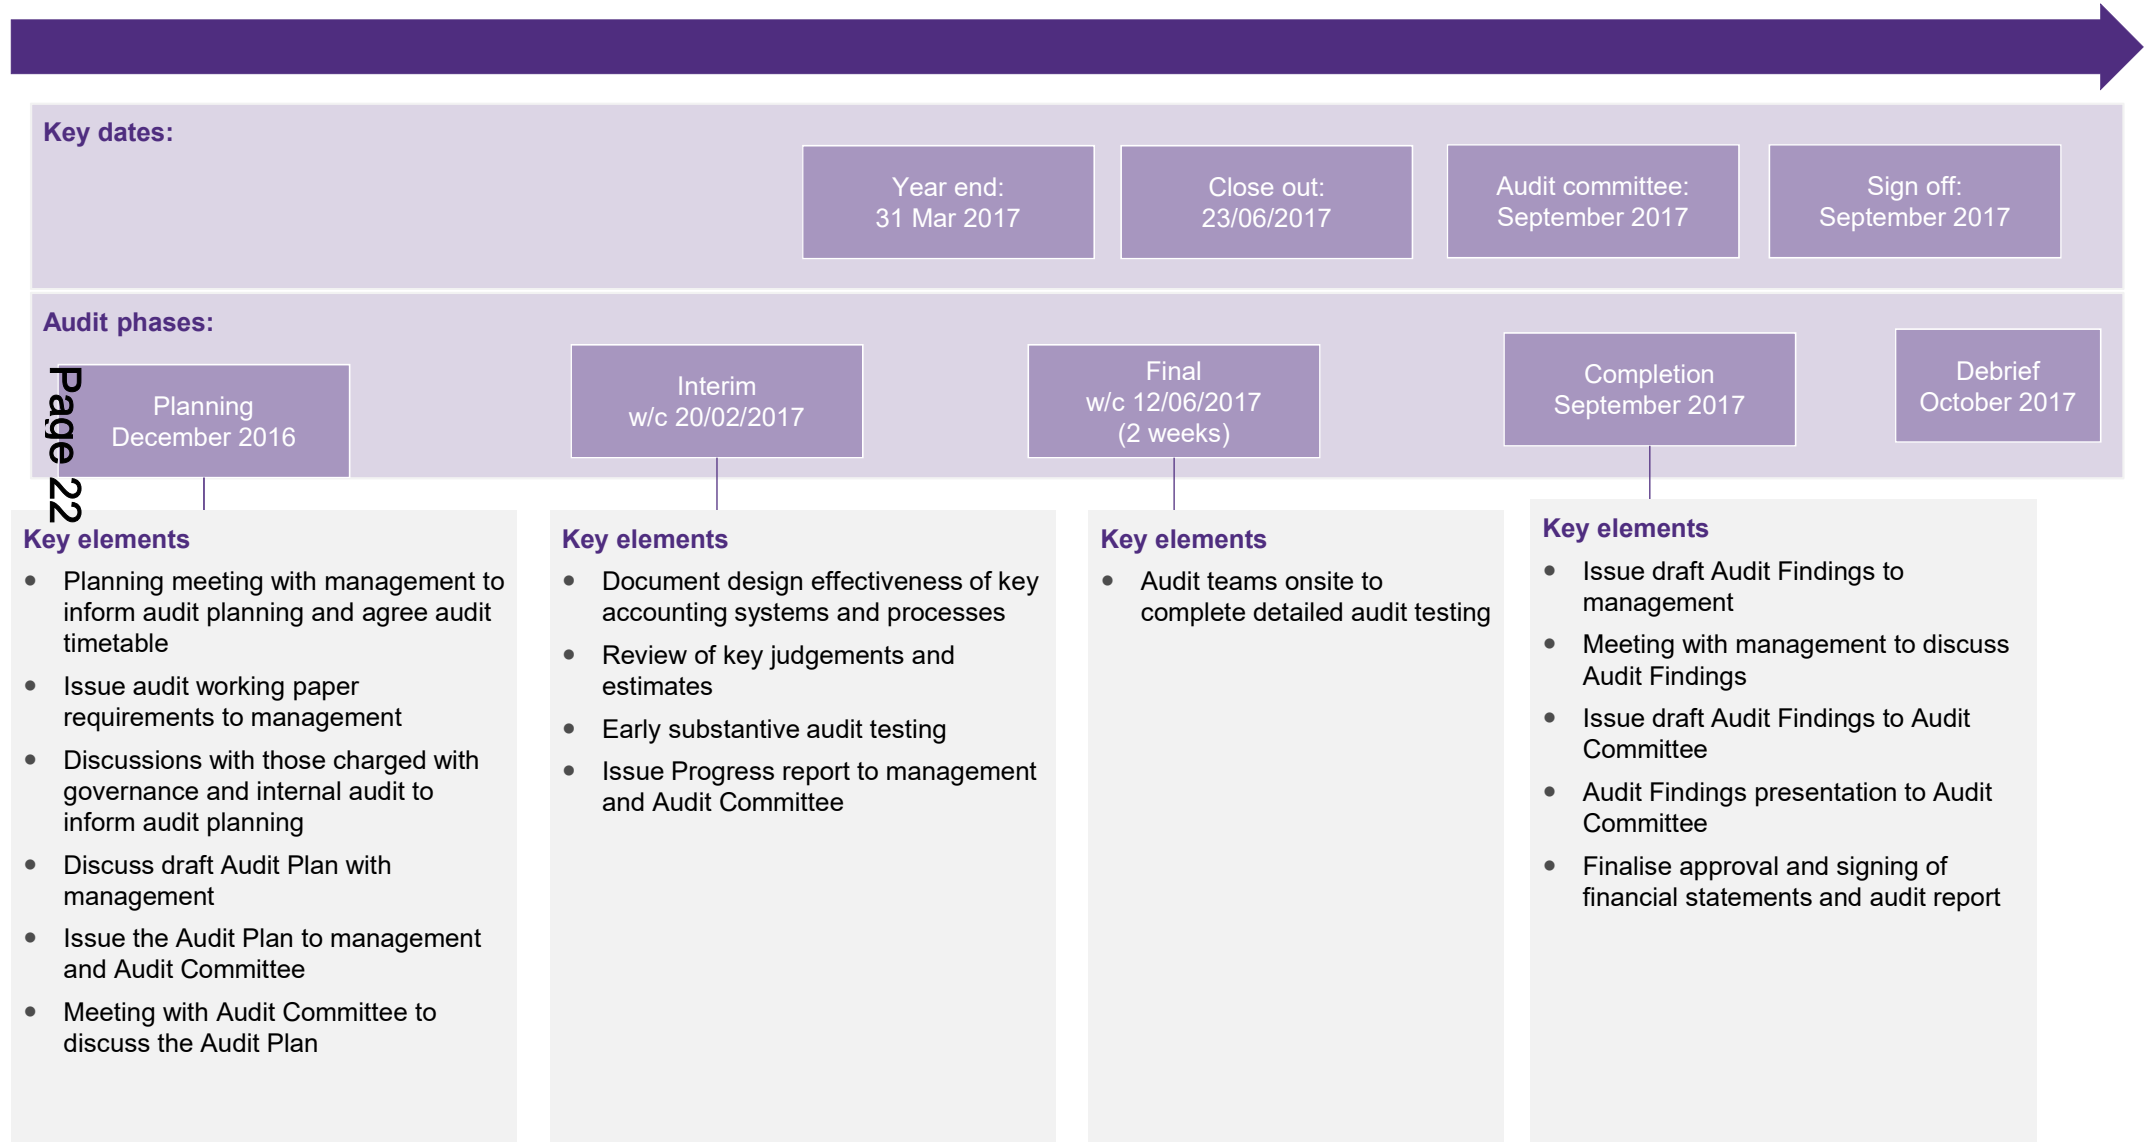 Key dates:
Year end:
31 Mar 2017
Close out:
23/06/2017
Audit committee:
September 2017
Sign off:
September 2017
Audit phases:
Planning
December 2016
Interim
w/c 20/02/2017
Final
w/c 12/06/2017
(2 weeks)
Completion
September 2017
Debrief
October 2017
Page 22
Key elements
• Planning meeting with management to
inform audit planning and agree audit
timetable
• Issue audit working paper
requirements to management
• Discussions with those charged with
governance and internal audit to
inform audit planning
• Discuss draft Audit Plan with
management
• Issue the Audit Plan to management
and Audit Committee
• Meeting with Audit Committee to
discuss the Audit Plan
Key elements
• Document design effectiveness of key
accounting systems and processes
• Review of key judgements and
estimates
• Early substantive audit testing
• Issue Progress report to management
and Audit Committee
Key elements
• Audit teams onsite to
complete detailed audit testing
Key elements
• Issue draft Audit Findings to
management
• Meeting with management to discuss
Audit Findings
• Issue draft Audit Findings to Audit
Committee
• Audit Findings presentation to Audit
Committee
• Finalise approval and signing of
financial statements and audit report